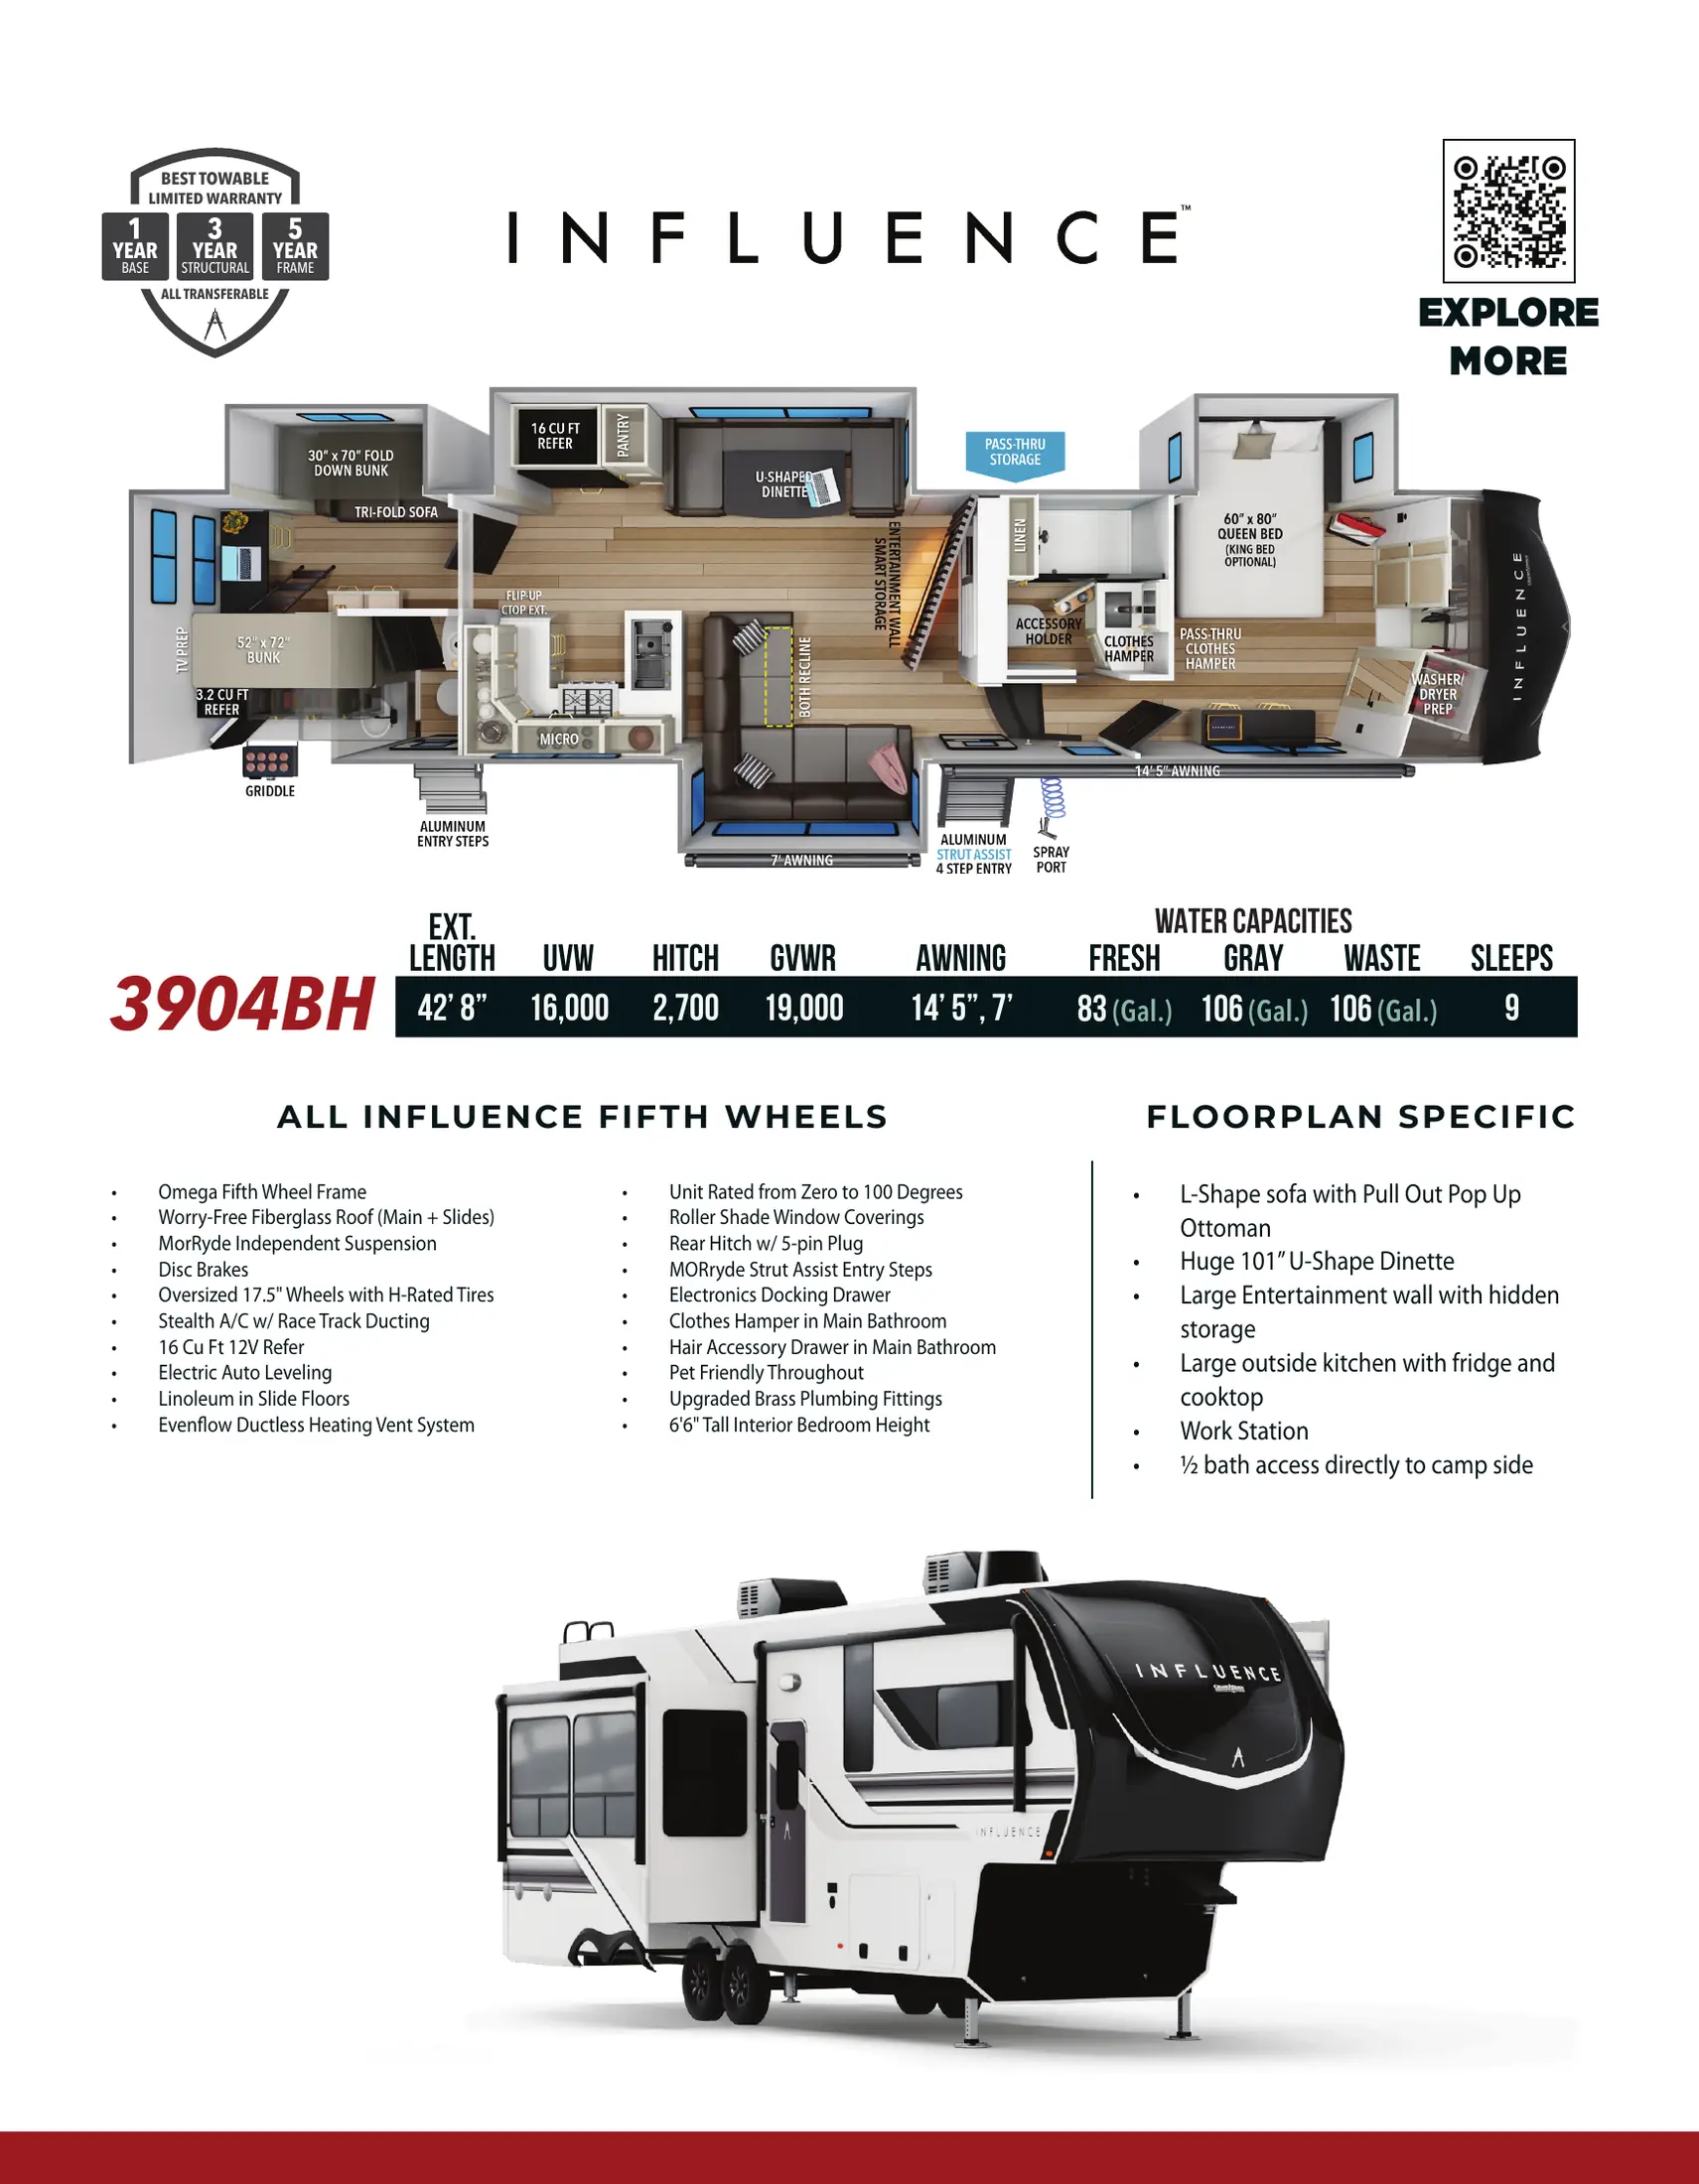 BEST TOWABLE
LIMITED WARRANTY
1
YEAR
BASE
3
YEAR
STRUCTURAL
5
YEAR
FRAME
ALL TRANSFERABLE
INFLUENCE™
EXPLORE
MORE
30” x 70” FOLD
DOWN BUNK
TRI-FOLD SOFA
16 CU FT
REFER
PANTRY
U-SHAPED
DINETTE
PASS-THRU
STORAGE
ENTERTAINMENT WALL
SMART STORAGE
LINEN
60” x 80”
QUEEN BED
(KING BED
OPTIONAL)
INFLUENCE
FLIP-UP
CTOP EXT.
TV PREP
52” x 72”
BUNK
3.2 CU FT
REFER
MICRO
BOTH RECLINE
ACCESSORY
HOLDER
CLOTHES
HAMPER
PASS-THRU
CLOTHES
HAMPER
WASHER/
DRYER
PREP
GRIDDLE
ALUMINUM
ENTRY STEPS
7’ AWNING
14’ 5” AWNING
ALUMINUM
STRUT ASSIST
4 STEP ENTRY
SPRAY
PORT
WATER CAPACITIES
EXT.
LENGTH UVW HITCH GVWR AWNING FRESH GRAY WASTE SLEEPS
3904BH 42’ 8” 16,000 2,700 19,000 14’ 5”, 7’ 83 (Gal.) 106 (Gal.) 106 (Gal.) 9
ALL INFLUENCE FIFTH WHEELS
• Omega Fifth Wheel Frame
• Worry-Free Fiberglass Roof (Main + Slides)
• MorRyde Independent Suspension
• Disc Brakes
• Oversized 17.5" Wheels with H-Rated Tires
• Stealth A/C w/ Race Track Ducting
• 16 Cu Ft 12V Refer
• Electric Auto Leveling
• Linoleum in Slide Floors
• Evenflow Ductless Heating Vent System
• Unit Rated from Zero to 100 Degrees
• Roller Shade Window Coverings
• Rear Hitch w/ 5-pin Plug
• MORryde Strut Assist Entry Steps
• Electronics Docking Drawer
• Clothes Hamper in Main Bathroom
• Hair Accessory Drawer in Main Bathroom
• Pet Friendly Throughout
• Upgraded Brass Plumbing Fittings
• 6'6" Tall Interior Bedroom Height
FLOORPLAN SPECIFIC
• L-Shape sofa with Pull Out Pop Up
Ottoman
• Huge 101” U-Shape Dinette
• Large Entertainment wall with hidden
storage
• Large outside kitchen with fridge and
cooktop
• Work Station
• ½ bath access directly to camp side
INFLUENCE
INFLUENCE